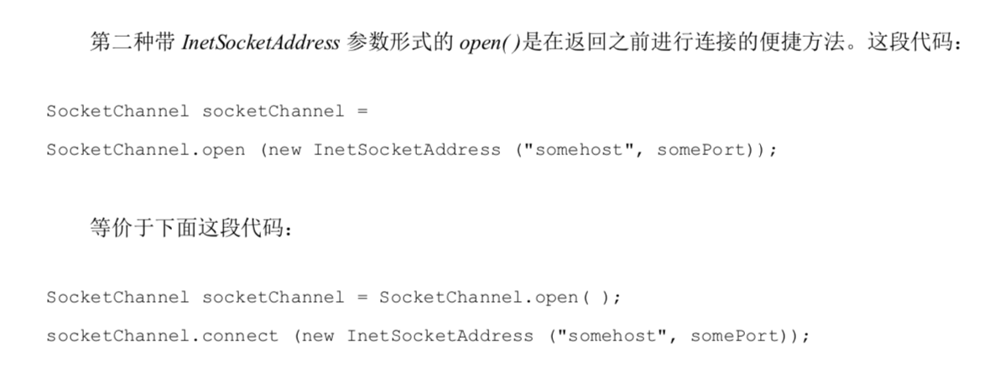 第二种带 InetSocketAddress 参数形式的 open( )是在返回之前进行连接的便捷方法。这段代码：
SocketChannel socketChannel =
SocketChannel.open (new InetSocketAddress ("somehost", somePort));
等价于下面这段代码：
SocketChannel socketChannel = SocketChannel.open( );
socketChannel.connect (new InetSocketAddress ("somehost", somePort));